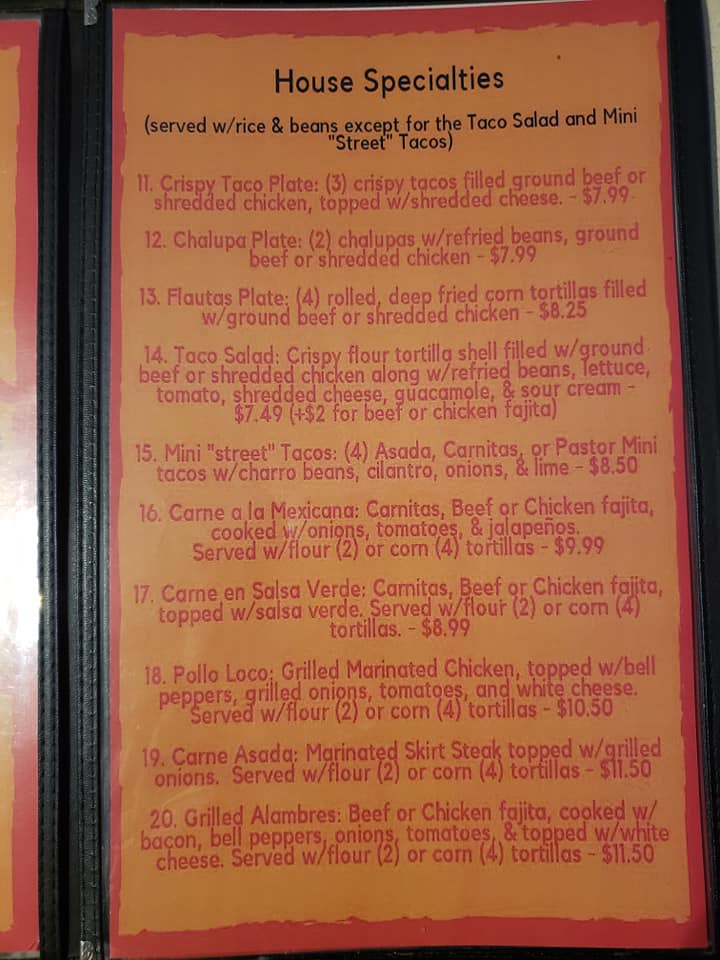 House Specialties
(served w/rice & beans except for the Taco Salad and Mini
"Street" Tacos)
11. Crispy Taco Plate: (3) crispy tacos filled ground beef or
shredded chicken, topped w/shredded cheese. - $7.99
12. Chalupa Plate: (2) chalupas w/refried beans, ground
beef or shredded chicken - $7.99
13. Flautas Plate: (4) rolled, deep fried corn tortillas filled
w/ground beef or shredded chicken - $8.25
14. Taco Salad: Crispy flour tortilla shell filled w/ground
beef or shredded chicken along w/refried beans, lettuce,
tomato, shredded cheese, guacamole, & sour cream -
$7.49 (+$2 for beef or chicken fajita)
15. Mini "street" Tacos: (4) Asada, Carnitas, or Pastor Mini
tacos w/charro beans, cilantro, onions, & lime - $8.50
16. Carne a la Mexicana: Carnitas, Beef or Chicken fajita,
cooked w/onions, tomatoes, & jalapeños.
Served w/flour (2) or corn (4) tortillas - $9.99
17. Carne en Salsa Verde: Carnitas, Beef or Chicken fajita,
topped w/salsa verde. Served w/flour (2) or corn (4)
tortillas. - $8.99
18. Pollo Loco: Grilled Marinated Chicken, topped w/bell
peppers, grilled onions, tomatoes, and white cheese.
Served w/flour (2) or corn (4) tortillas - $10.50
19. Carne Asada: Marinated Skirt Steak topped w/grilled
onions. Served w/flour (2) or corn (4) tortillas - $11.50
20. Grilled Alambres: Beef or Chicken fajita, cooked w/
bacon, bell peppers, onions, tomatoes, & topped w/white
cheese. Served w/flour (2) or corn (4) tortillas - $11.50